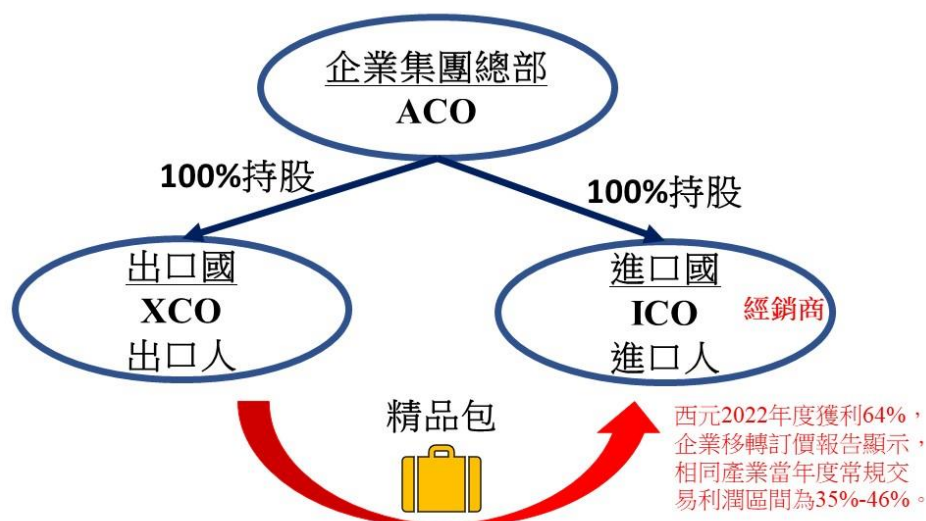 企業集團總部
ACO
100%持股
100%持股
出口國
XCO
出口人
進口國
ICO
進口人
經銷商
精品包
西元2022年度獲利64%，
企業移轉訂價報告顯示，
相同產業當年度常規交
易利潤區間為35%-46%。